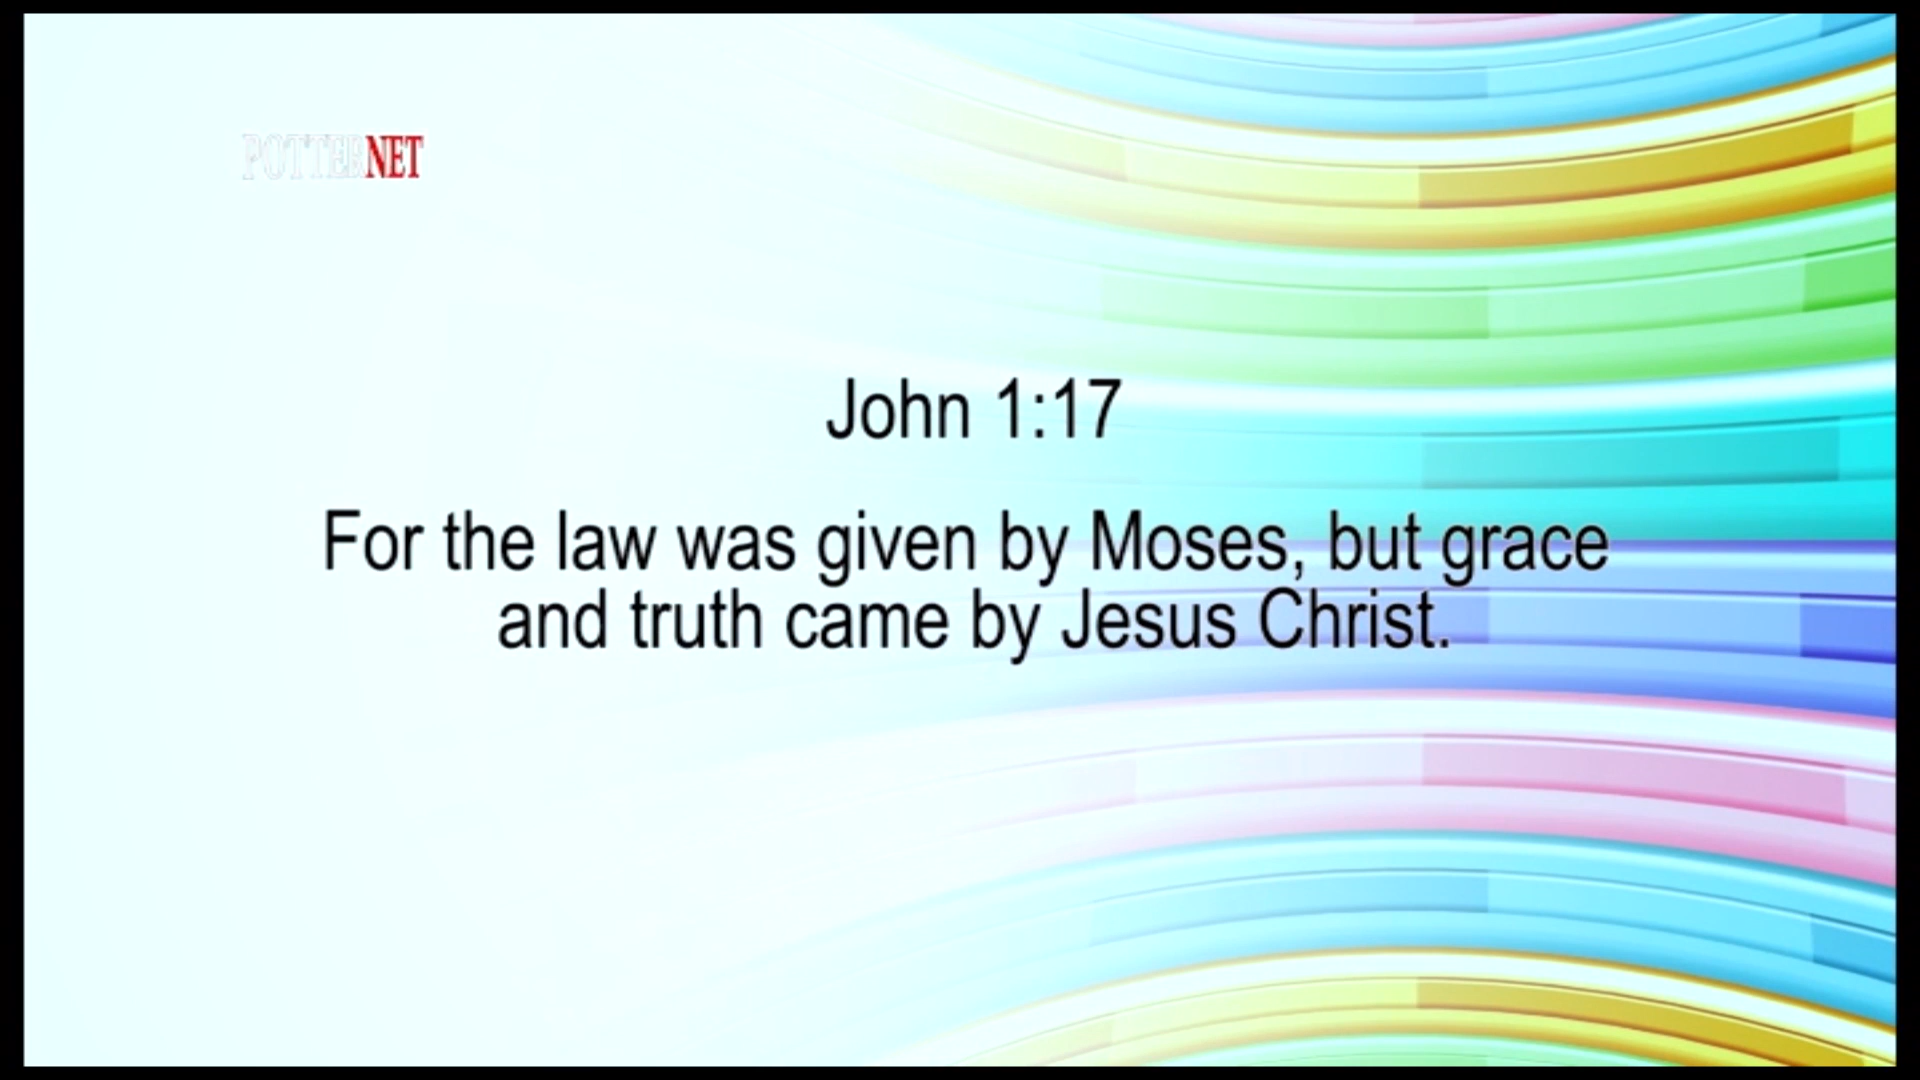 POTTERNET
John 1:17
For the law was given by Moses, but grace
and truth came by Jesus Christ.